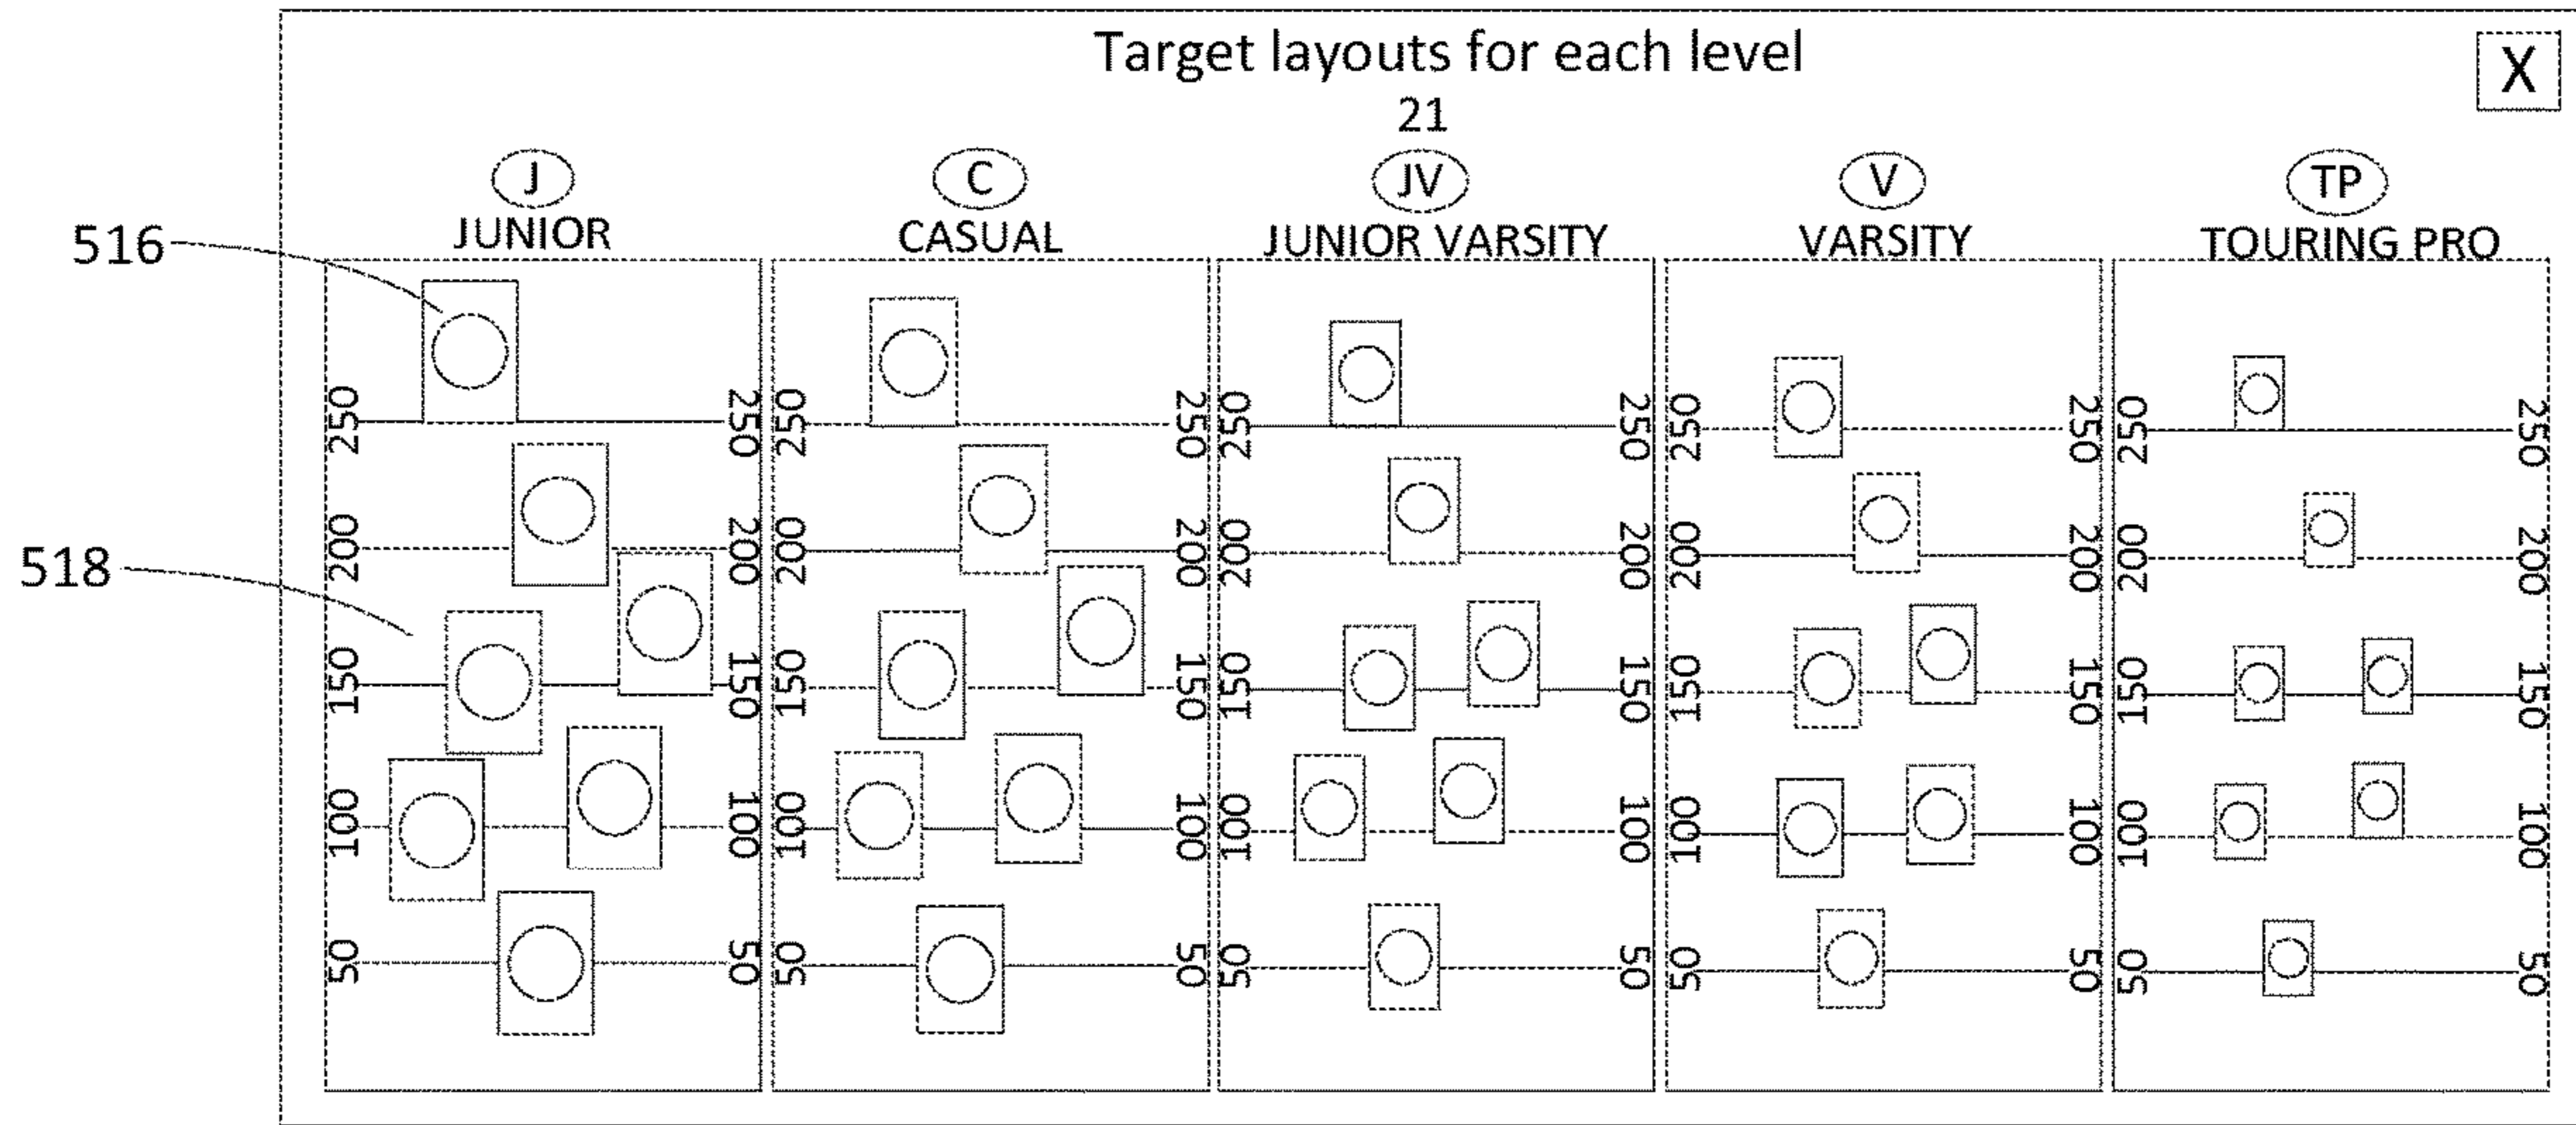 Target layouts for each level
X
21
J C JV V TP
JUNIOR CASUAL JUNIOR VARSITY VARSITY TOURING PRO
516
250 250 250 250 250 250 250 250 250 250
200 200 200 200 200 200 200 200 200 200
518
150 150 150 150 150 150 150 150 150 150
100 100 100 100 100 100 100 100 100 100
50 50 50 50 50 50 50 50 50 50